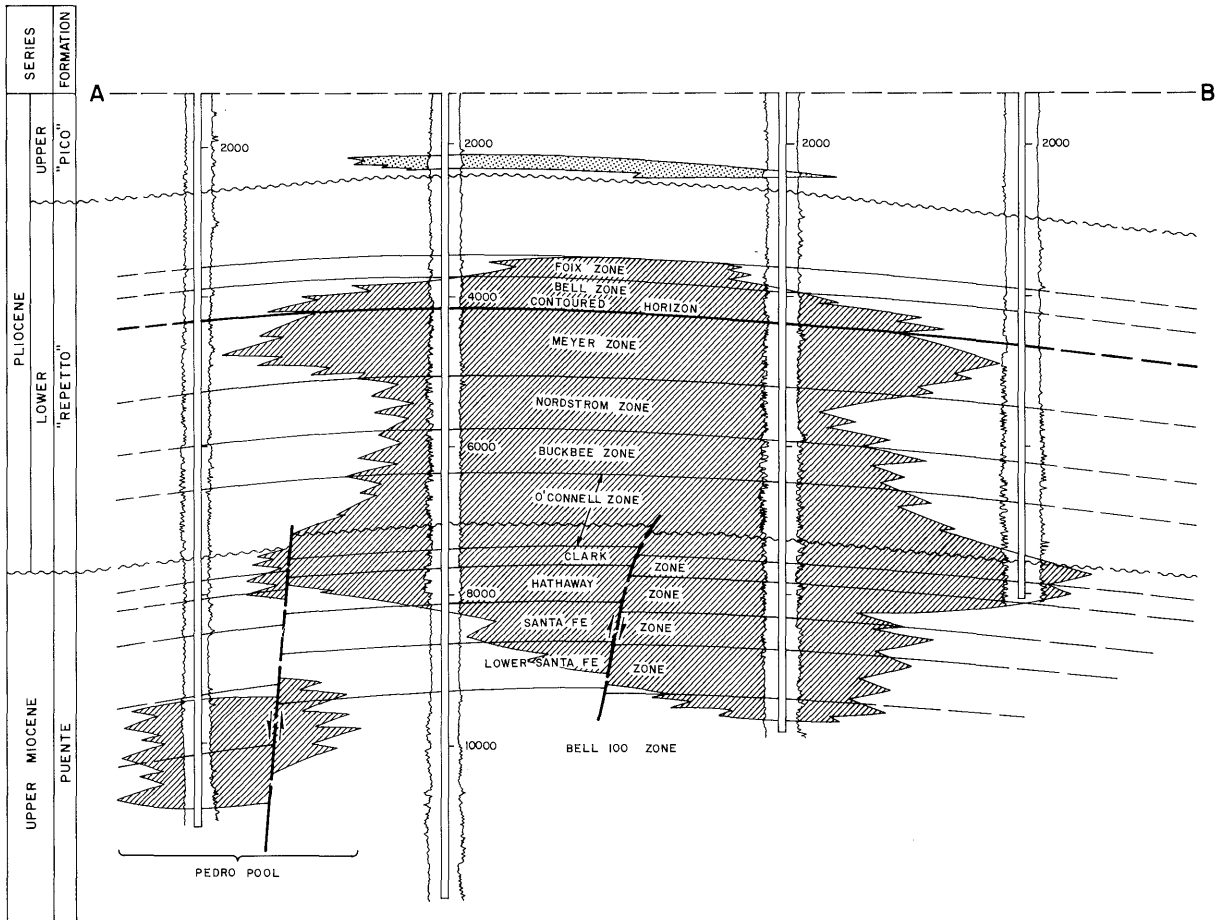 SERIES
FORMATION
A
B
PLIOCENE
UPPER
"PICO"
LOWER
"REPETTO"
UPPER MIOCENE
PUENTE
2000
2000
2000
2000
FOIX ZONE
BELL ZONE
4000
CONTOURED HORIZON
MEYER ZONE
NORDSTROM ZONE
6000
BUCKBEE ZONE
O'CONNELL ZONE
CLARK ZONE
HATHAWAY ZONE
8000
SANTA FE ZONE
LOWER SANTA FE ZONE
10000
BELL 100 ZONE
PEDRO POOL